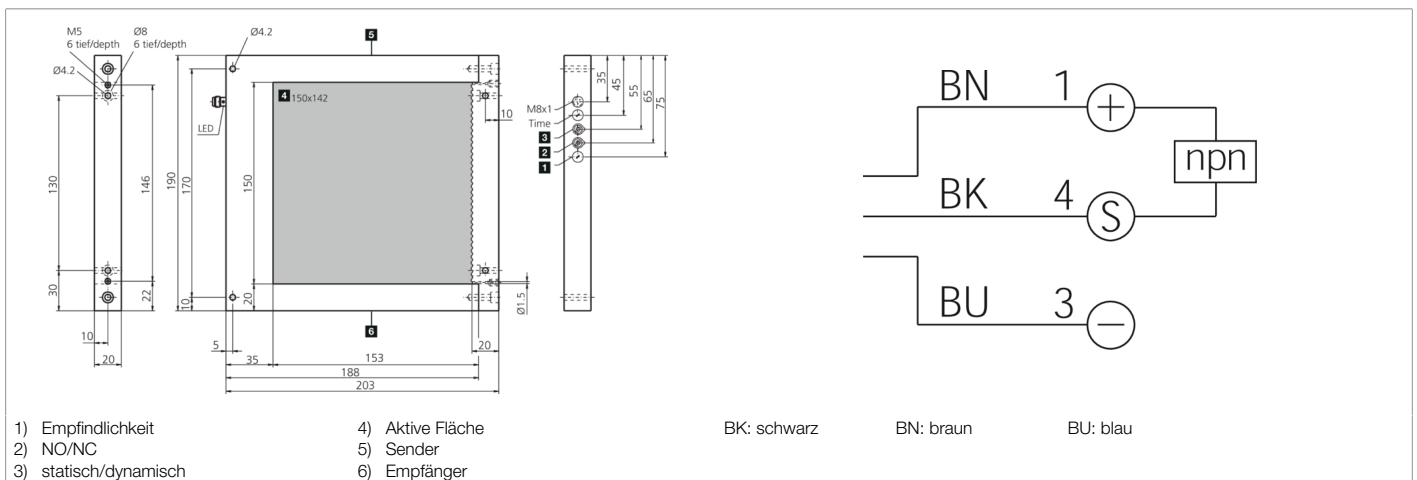 M5
6 tief/depth
Ø8
6 tief/depth
Ø4.2
130
30
146
22
10
20
Ø4.2
5
LED
4 150x142
190
170
150
20
10
10
Ø1.5
6
5
35
153
20
188
203
35
45
55
65
75
M8x1
Time
3
2
1
BN 1 +
npn
BK 4 S
BU 3 −
1) Empfindlichkeit
2) NO/NC
3) statisch/dynamisch
4) Aktive Fläche
5) Sender
6) Empfänger
BK: schwarz BN: braun BU: blau